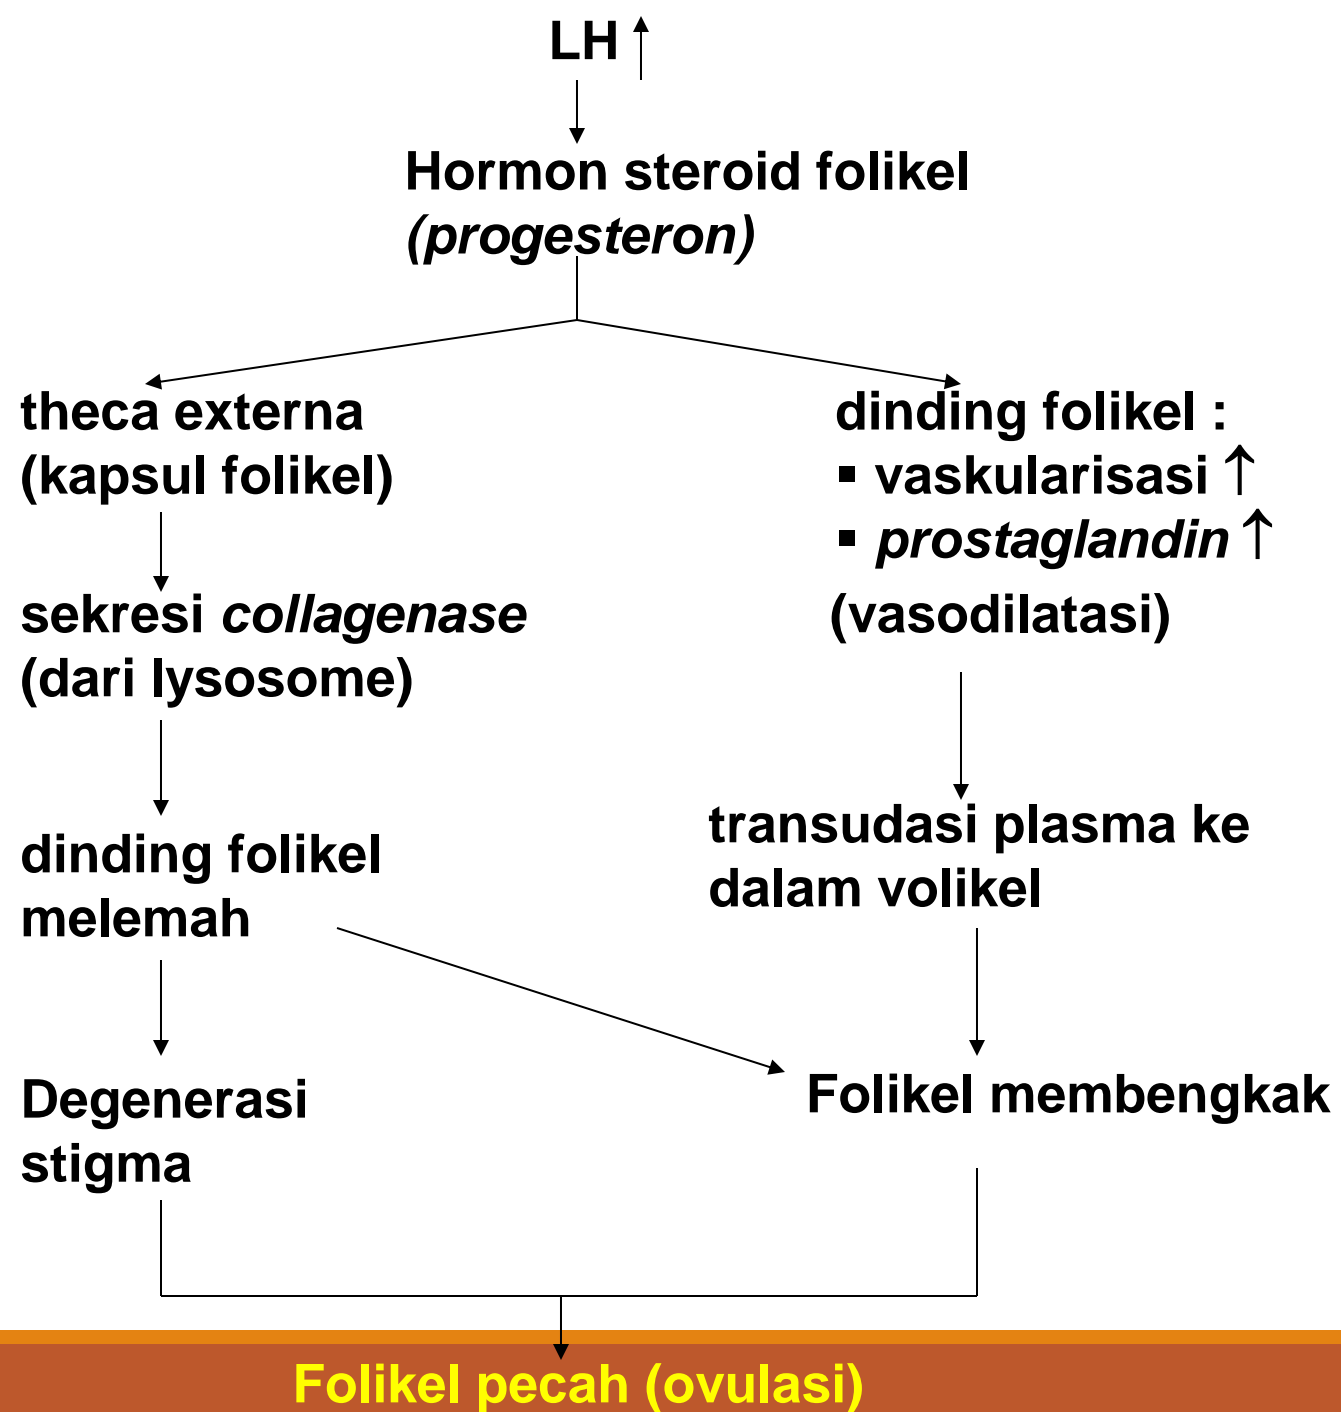 LH ↑
Hormon steroid folikel
(progesteron)
theca externa
(kapsul folikel)
sekresi collagenase
(dari lysosome)
dinding folikel
melemah
Degenerasi
stigma
dinding folikel :
▪ vaskularisasi ↑
▪ prostaglandin ↑
(vasodilatasi)
transudasi plasma ke
dalam volikel
Folikel membengkak
Folikel pecah (ovulasi)